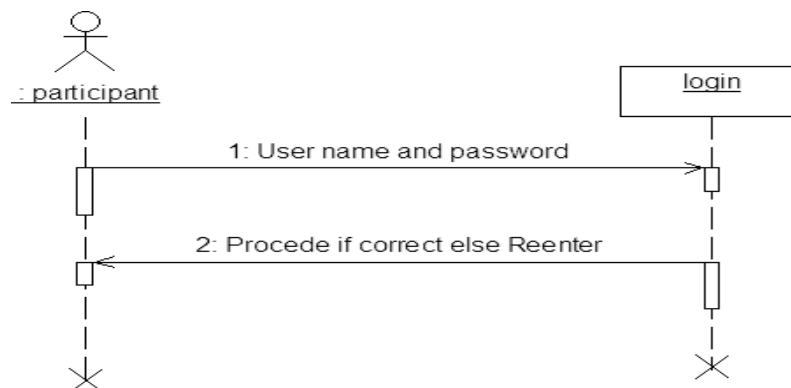 : participant
login
1: User name and password
2: Procede if correct else Reenter